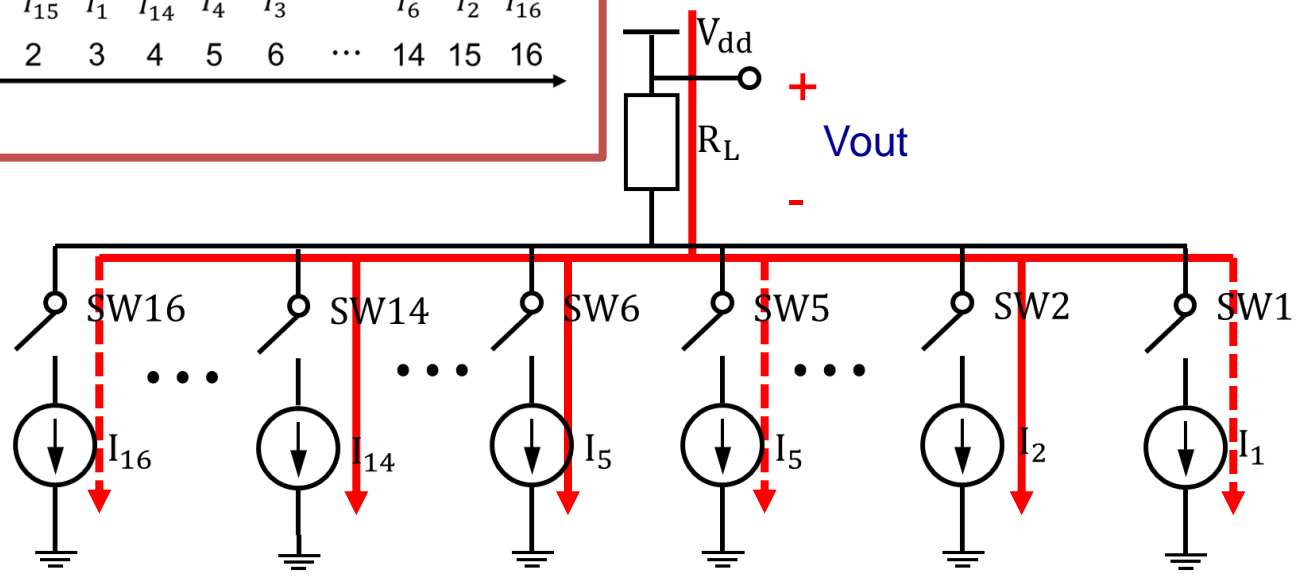 I15 I1 I14 I4 I3 I6 I2 I16
2 3 4 5 6 ... 14 15 16
Vdd
+
RL
Vout
-
SW16 SW14 SW6 SW5 SW2 SW1
... ... ...
I16 I14 I5 I5 I2 I1